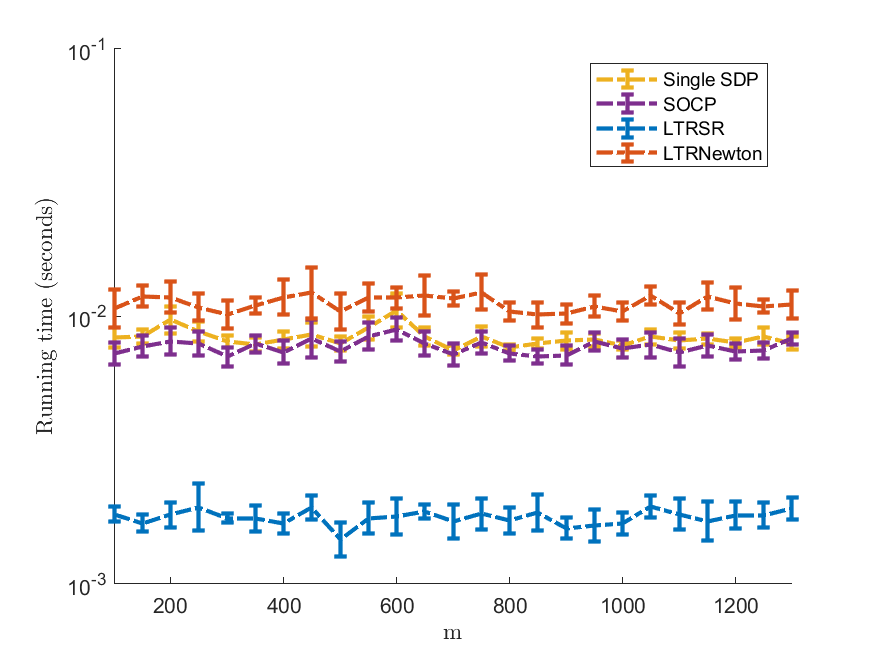 10-1
Single SDP
SOCP
LTRSR
LTRNewton
Running time (seconds)
10-2
10-3
200 400 600 800 1000 1200
m